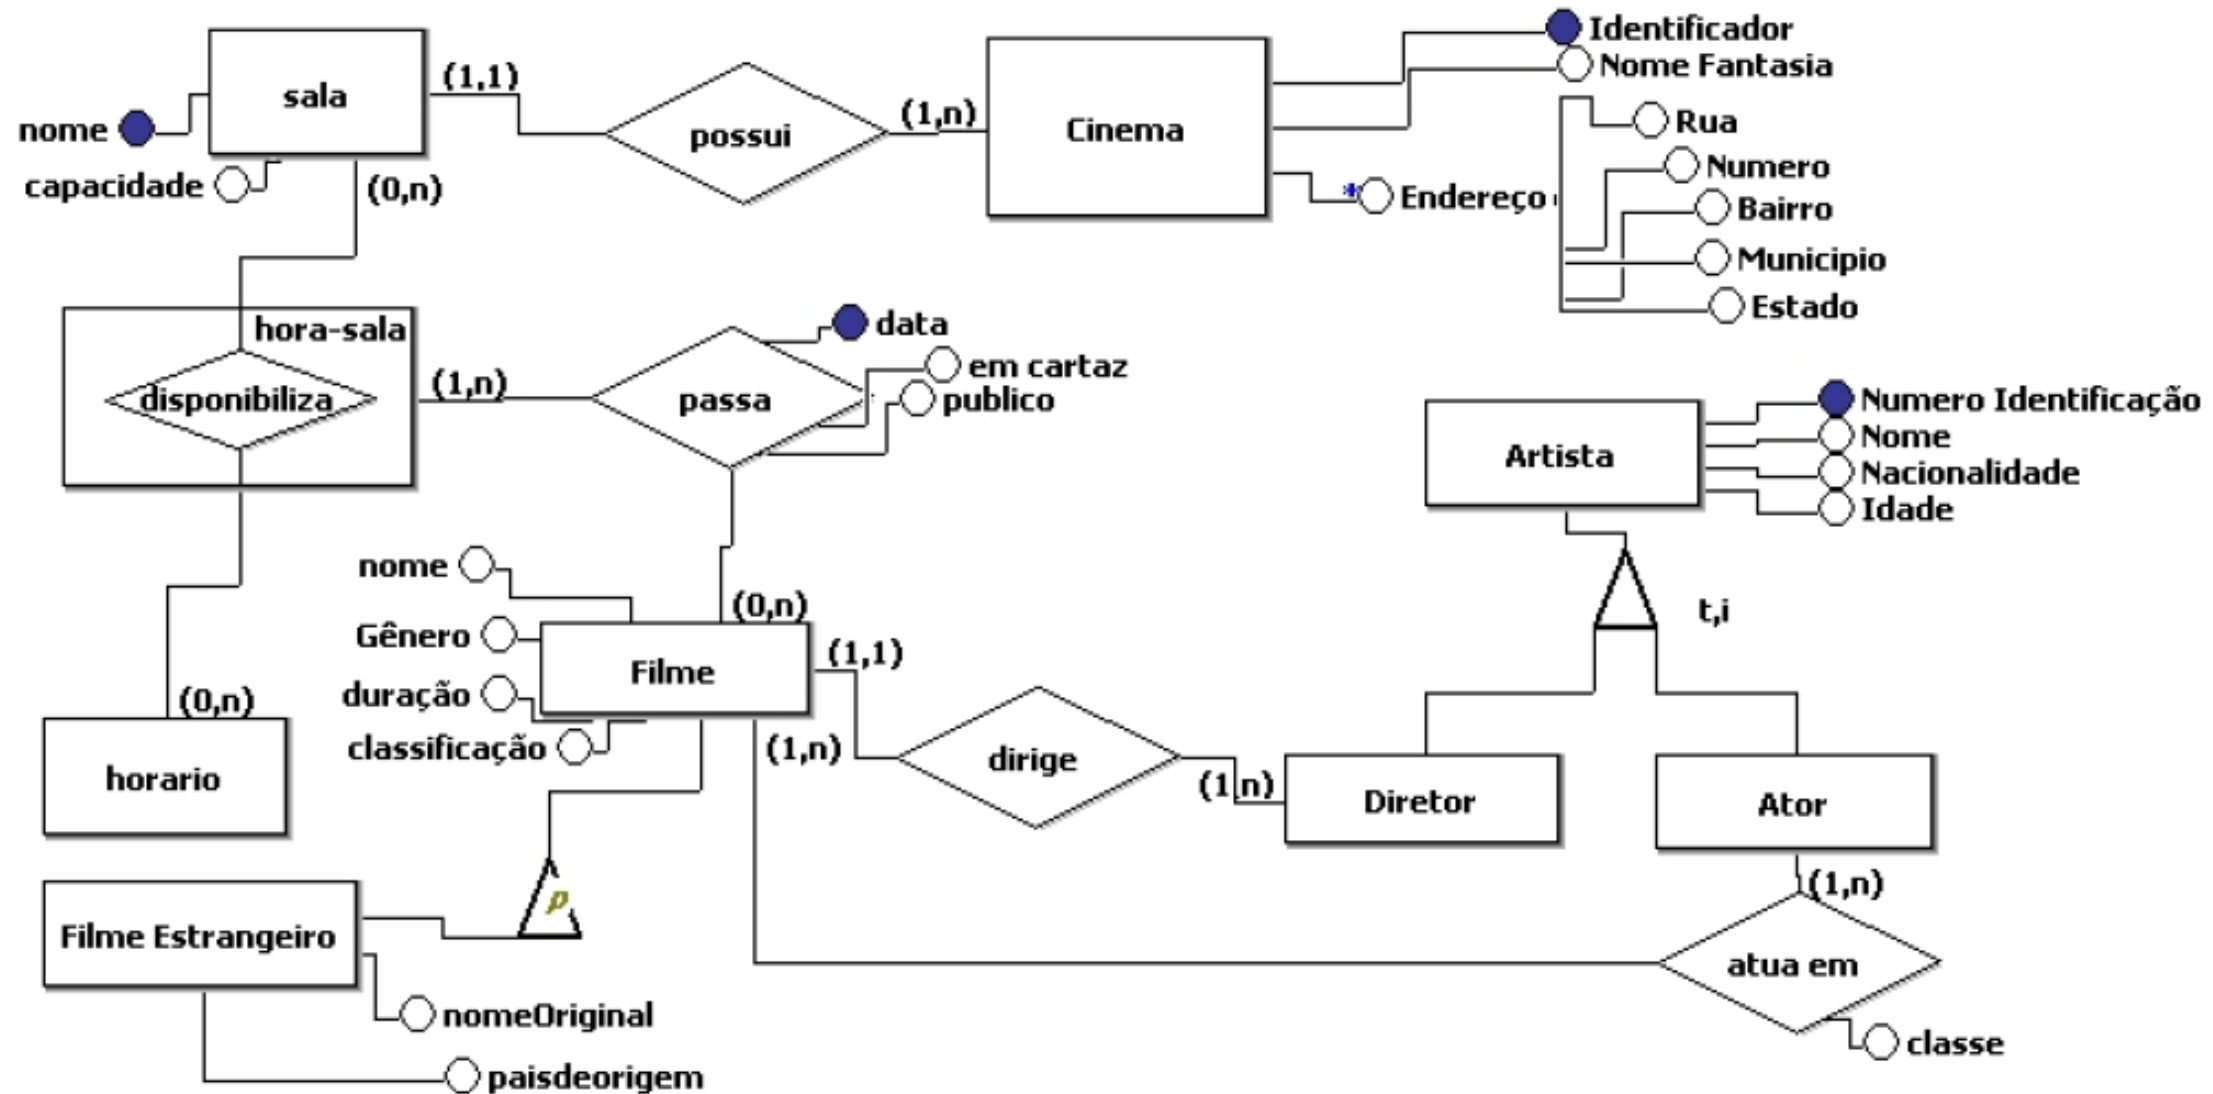 Identificador
Nome Fantasia
sala
(1,1)
possui
(1,n)
Cinema
nome
capacidade
(0,n)
* Endereço
Rua
Numero
Bairro
Municipio
Estado
hora-sala
disponibiliza
(1,n)
passa
data
em cartaz
publico
Artista
Numero Identificação
Nome
Nacionalidade
Idade
t,i
nome
Gênero
duração
classificação
(0,n)
Filme
(1,1)
(1,n)
dirige
(1,n)
Diretor
Ator
(0,n)
horario
p
Filme Estrangeiro
nomeOriginal
paisdeorigem
(1,n)
atua em
classe